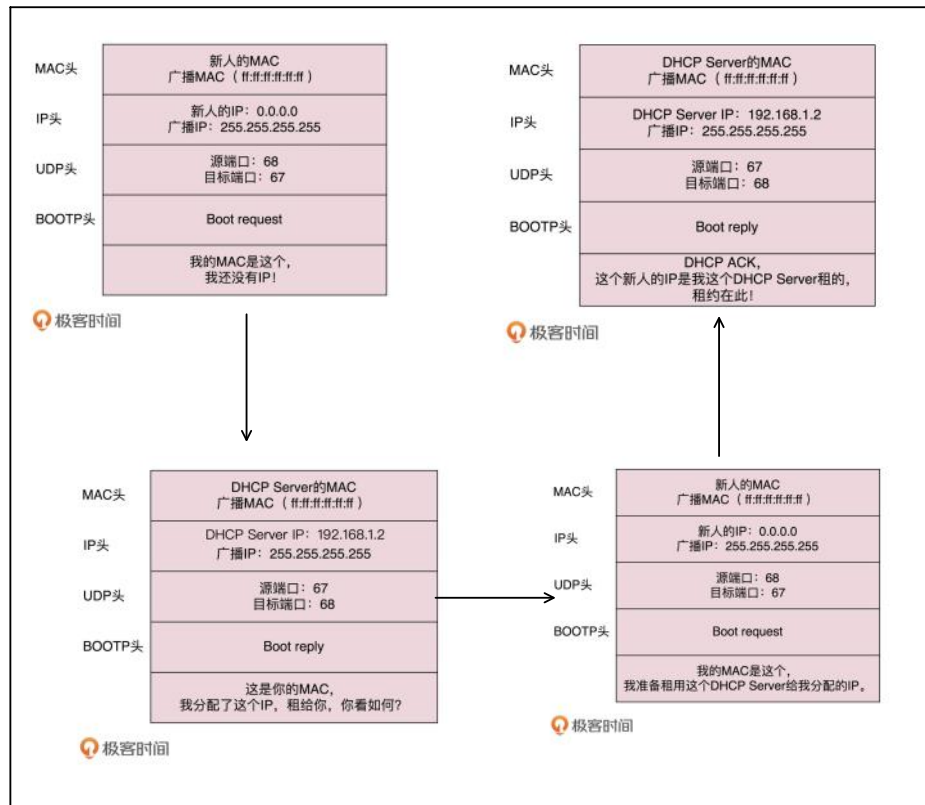 MAC头
新人的MAC
广播MAC（ff:ff:ff:ff:ff:ff）
IP头
新人的IP：0.0.0.0
广播IP：255.255.255.255
UDP头
源端口：68
目标端口：67
BOOTP头
Boot request
我的MAC是这个，
我还没有IP！
极客时间
MAC头
DHCP Server的MAC
广播MAC（ff:ff:ff:ff:ff:ff）
IP头
DHCP Server IP：192.168.1.2
广播IP：255.255.255.255
UDP头
源端口：67
目标端口：68
BOOTP头
Boot reply
DHCP ACK，
这个新人的IP是我这个DHCP Server租的，
租约在此！
极客时间
MAC头
DHCP Server的MAC
广播MAC（ff:ff:ff:ff:ff:ff）
IP头
DHCP Server IP：192.168.1.2
广播IP：255.255.255.255
UDP头
源端口：67
目标端口：68
BOOTP头
Boot reply
这是你的MAC，
我分配了这个IP，租给你，你看如何？
极客时间
MAC头
新人的MAC
广播MAC（ff:ff:ff:ff:ff:ff）
IP头
新人的IP：0.0.0.0
广播IP：255.255.255.255
UDP头
源端口：68
目标端口：67
BOOTP头
Boot request
我的MAC是这个，
我准备租用这个DHCP Server给我分配的IP。
极客时间